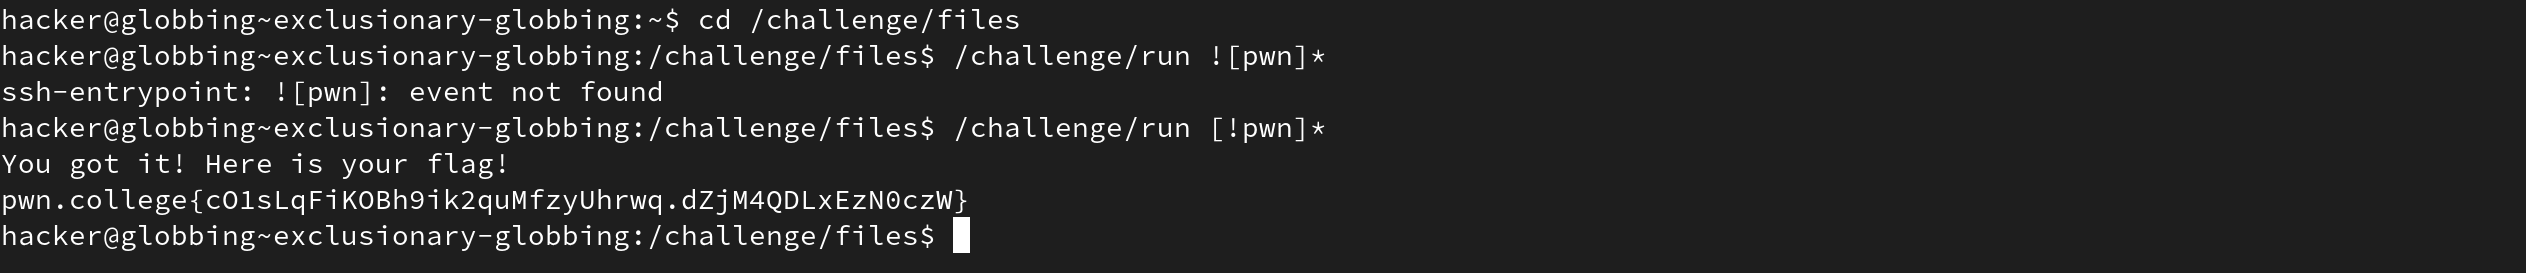 hacker@globbing~exclusionary-globbing:~$ cd /challenge/files
hacker@globbing~exclusionary-globbing:/challenge/files$ /challenge/run ![pwn]*
ssh-entrypoint: ![pwn]: event not found
hacker@globbing~exclusionary-globbing:/challenge/files$ /challenge/run [!pwn]*
You got it! Here is your flag!
pwn.college{cO1sLqFiKOBh9ik2quMfzyUhrwq.dZjM4QDLxEzN0czW}
hacker@globbing~exclusionary-globbing:/challenge/files$